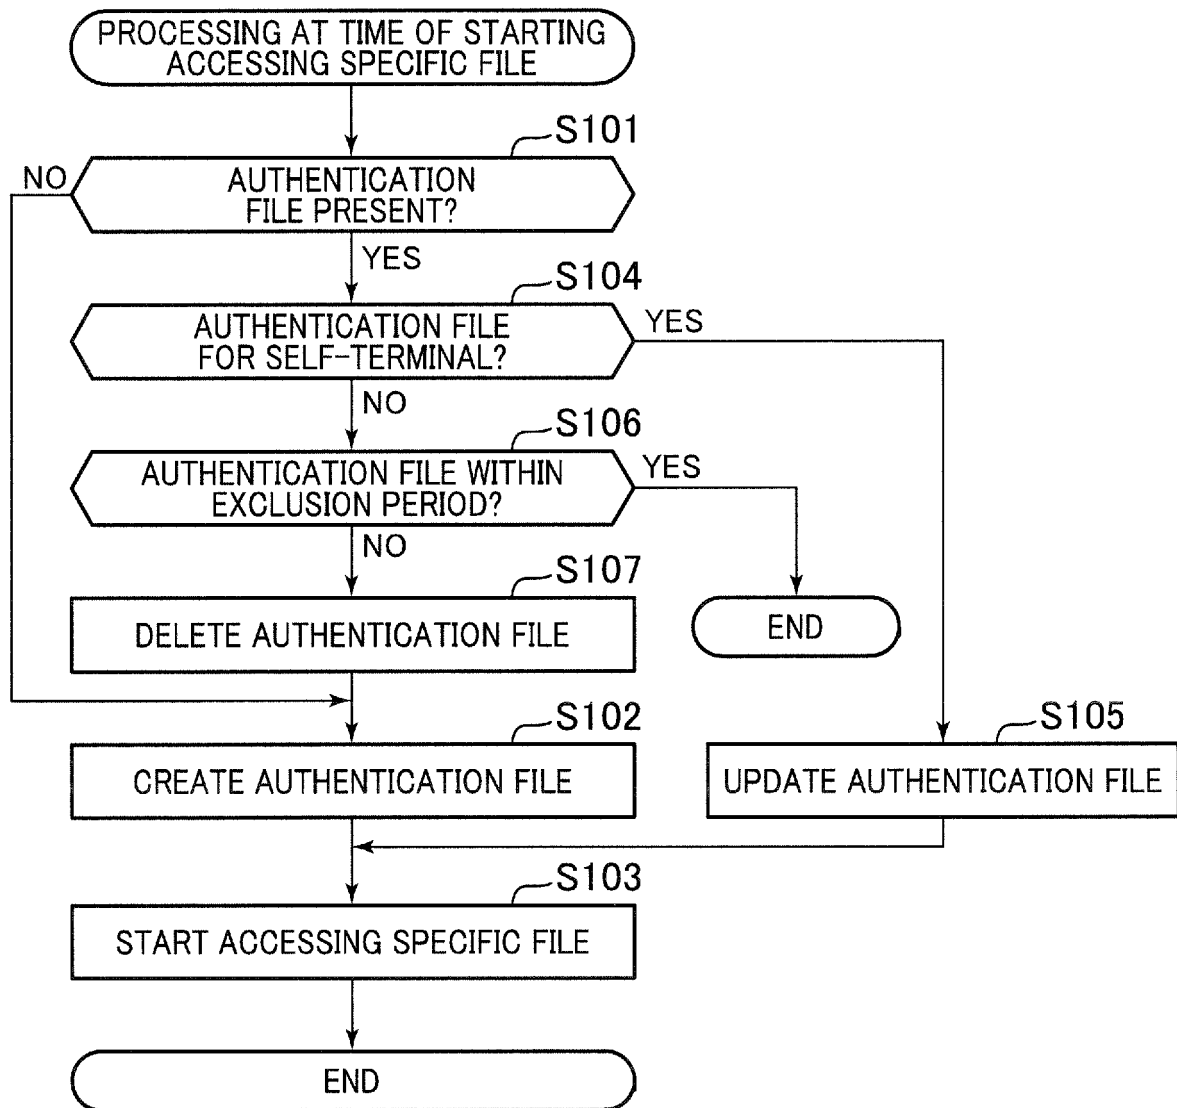 PROCESSING AT TIME OF STARTING
ACCESSING SPECIFIC FILE
S101
NO
AUTHENTICATION
FILE PRESENT?
YES
S104
AUTHENTICATION FILE
FOR SELF-TERMINAL?
YES
NO
S106
AUTHENTICATION FILE WITHIN
EXCLUSION PERIOD?
YES
NO
S107
DELETE AUTHENTICATION FILE
END
S102
CREATE AUTHENTICATION FILE
S105
UPDATE AUTHENTICATION FILE
S103
START ACCESSING SPECIFIC FILE
END